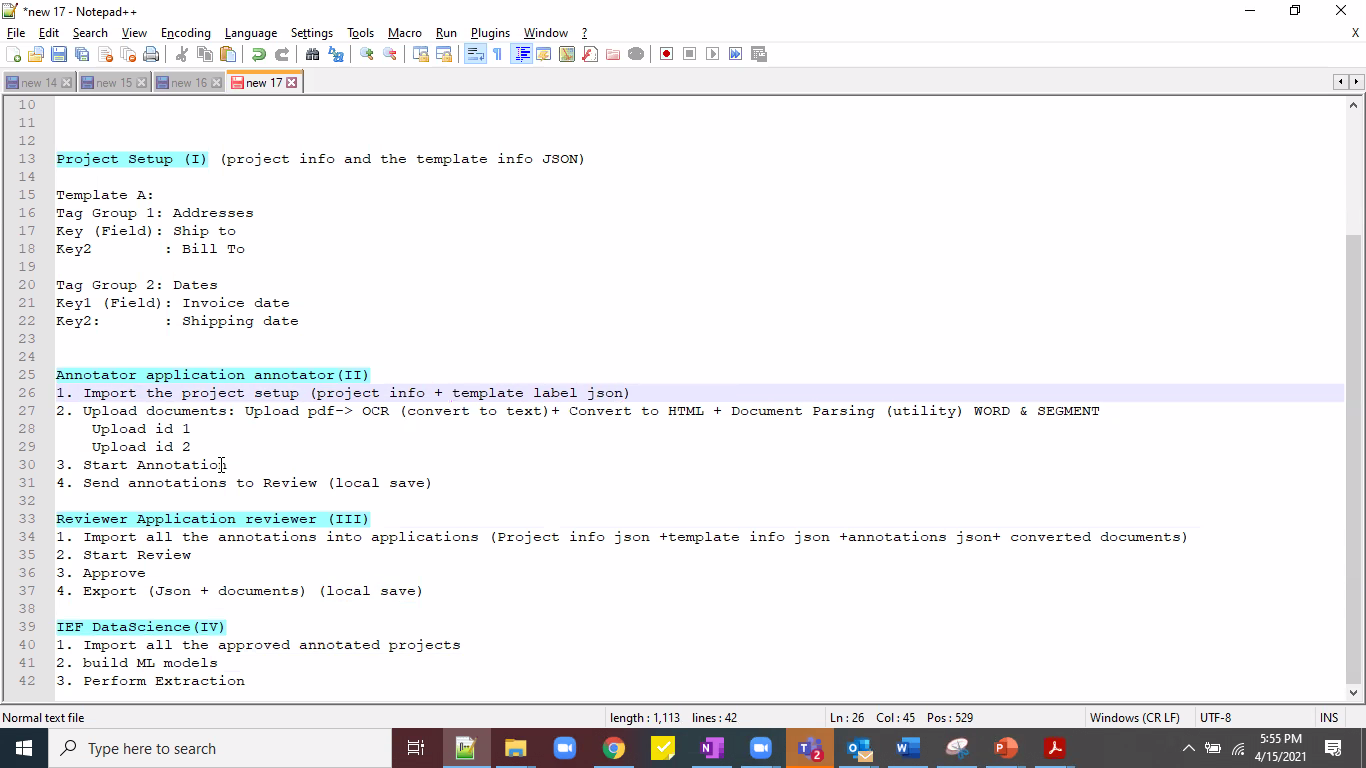 *new 17 - Notepad++
File Edit Search View Encoding Language Settings Tools Macro Run Plugins Window ? X
new 14 new 15 new 16 new 17
10
11
12
13 Project Setup (I) (project info and the template info JSON)
14
15 Template A:
16 Tag Group 1: Addresses
17 Key (Field): Ship to
18 Key2 : Bill To
19
20 Tag Group 2: Dates
21 Key1 (Field): Invoice date
22 Key2: : Shipping date
23
24
25 Annotator application annotator(II)
26 1. Import the project setup (project info + template label json)
27 2. Upload documents: Upload pdf-> OCR (convert to text)+ Convert to HTML + Document Parsing (utility) WORD & SEGMENT
28 Upload id 1
29 Upload id 2
30 3. Start Annotation
31 4. Send annotations to Review (local save)
32
33 Reviewer Application reviewer (III)
34 1. Import all the annotations into applications (Project info json +template info json +annotations json+ converted documents)
35 2. Start Review
36 3. Approve
37 4. Export (Json + documents) (local save)
38
39 IEF DataScience(IV)
40 1. Import all the approved annotated projects
41 2. build ML models
42 3. Perform Extraction
Normal text file length : 1,113 lines : 42 Ln : 26 Col : 45 Pos : 529 Windows (CR LF) UTF-8 INS
Type here to search
5:55 PM
4/15/2021